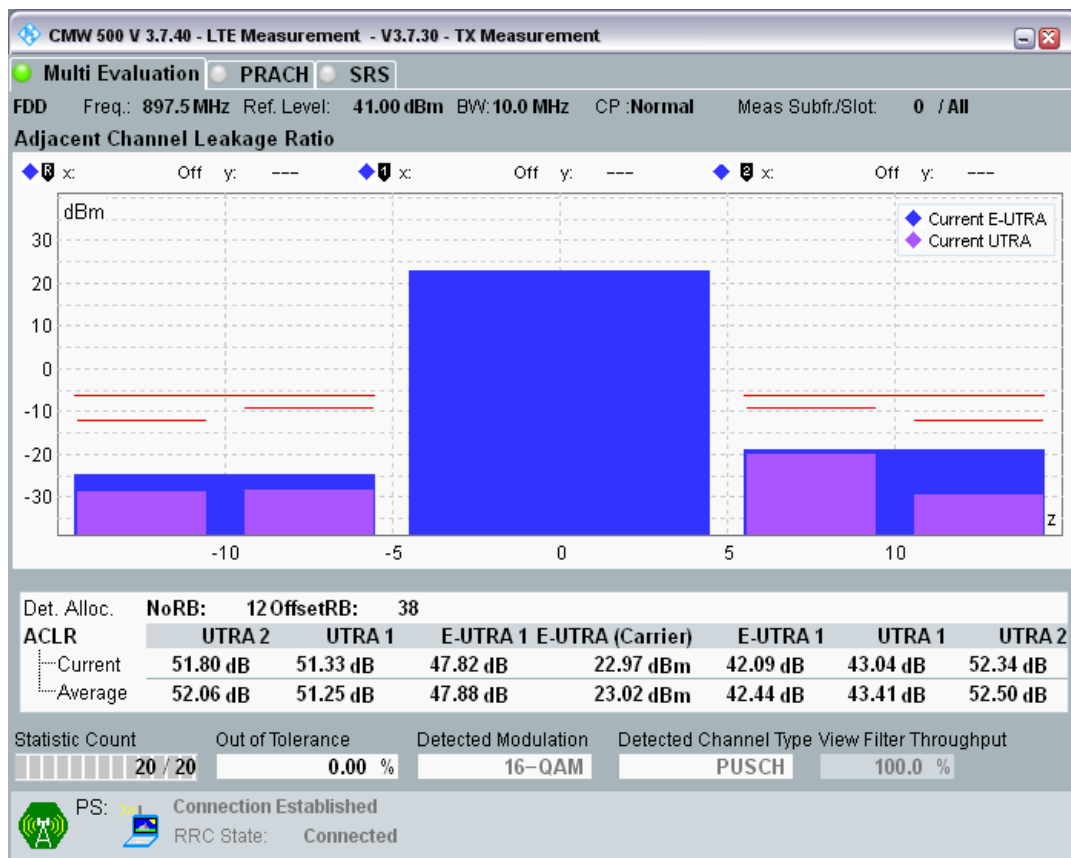 CMW 500 V 3.7.40 - LTE Measurement - V3.7.30 - TX Measurement
Multi Evaluation PRACH SRS
FDD Freq.: 897.5 MHz Ref. Level: 41.00 dBm BW: 10.0 MHz CP :Normal Meas Subfr./Slot: 0 / All
Adjacent Channel Leakage Ratio
R x: Off y: --- 1 x: Off y: --- 2 x: Off y: ---
dBm
Current E-UTRA
Current UTRA
30
20
10
0
-10
-20
-30
z
-10 -5 0 5 10
Det. Alloc. NoRB: 12 OffsetRB: 38
ACLR UTRA 2 UTRA 1 E-UTRA 1 E-UTRA (Carrier) E-UTRA 1 UTRA 1 UTRA 2
Current 51.80 dB 51.33 dB 47.82 dB 22.97 dBm 42.09 dB 43.04 dB 52.34 dB
Average 52.06 dB 51.25 dB 47.88 dB 23.02 dBm 42.44 dB 43.41 dB 52.50 dB
Statistic Count Out of Tolerance Detected Modulation Detected Channel Type View Filter Throughput
20 / 20 0.00 % 16-QAM PUSCH 100.0 %
PS: Connection Established
RRC State: Connected